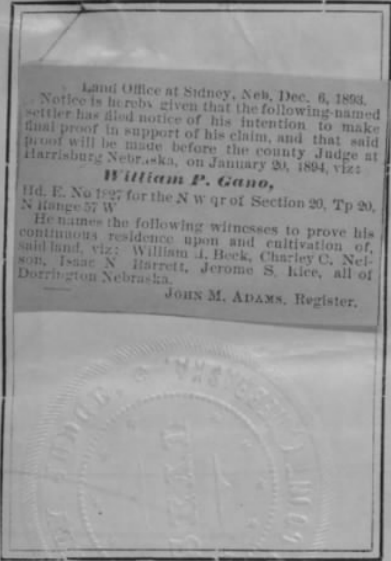 Land Office at Sidney, Neb, Dec. 6, 1893.
Notice is hereby given that the following-named
settler has filed notice of his intention to make
final proof in support of his claim, and that said
proof will be made before the county Judge at
Harrisburg Nebraska, on January 20, 1894, viz:
William P. Gano,
Hd. E. No 1827 for the N W qr of Section 20, Tp 20,
N Range 57 W
He names the following witnesses to prove his
continuous residence upon and cultivation of,
said land, viz: William J. Beck, Charley C. Nel-
son, Isaac N Barrett, Jerome S. Rice, all of
Dorrington Nebraska.
JOHN M. ADAMS, Register.
JUDGE
SEAL